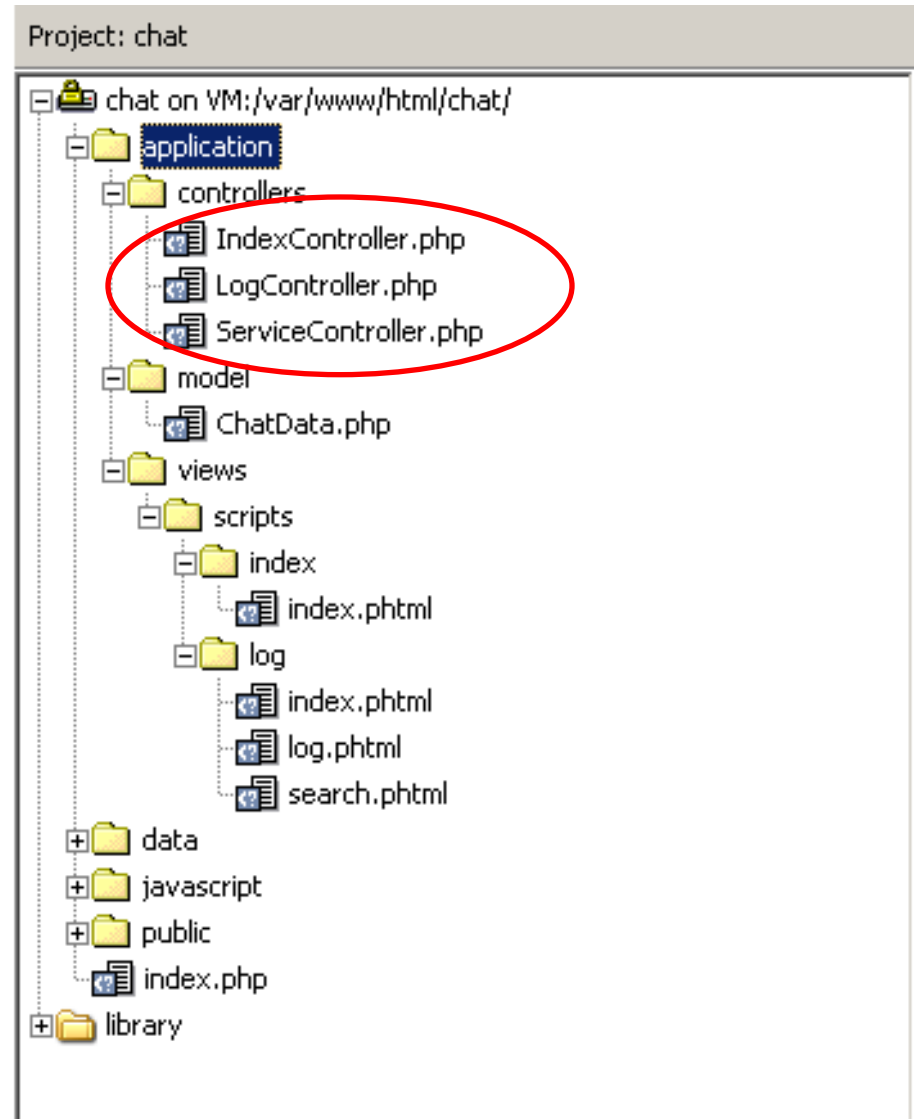 Project: chat
chat on VM:/var/www/html/chat/
application
controllers
IndexController.php
LogController.php
ServiceController.php
model
ChatData.php
views
scripts
index
index.phtml
log
index.phtml
log.phtml
search.phtml
data
javascript
public
index.php
library